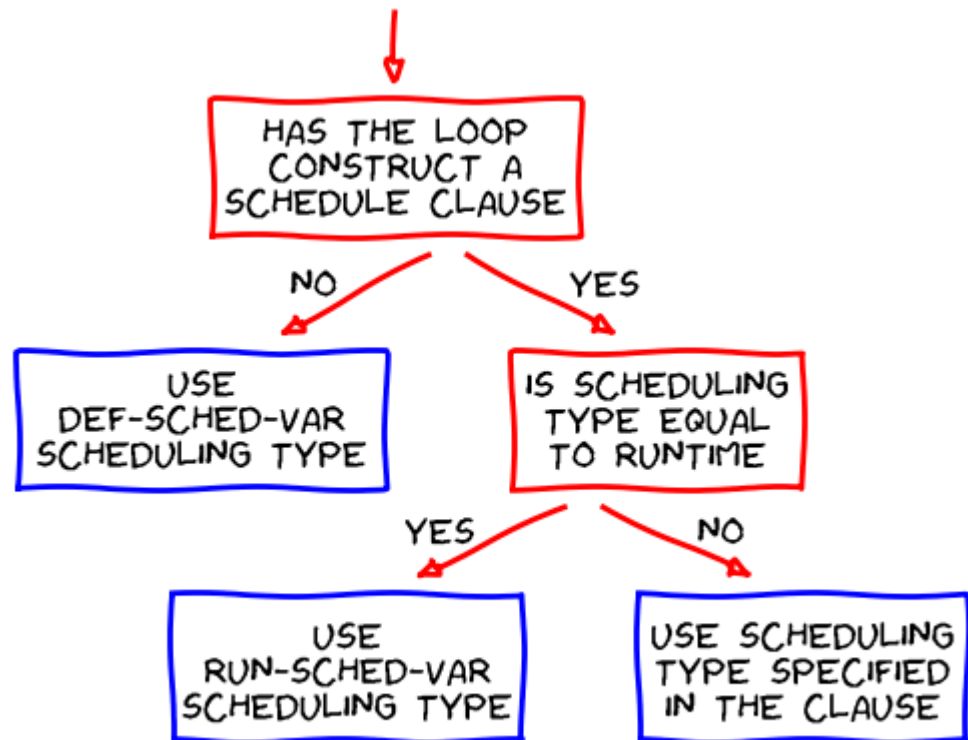 HAS THE LOOP
CONSTRUCT A
SCHEDULE CLAUSE
NO
YES
USE
DEF-SCHED-VAR
SCHEDULING TYPE
IS SCHEDULING
TYPE EQUAL
TO RUNTIME
YES
NO
USE
RUN-SCHED-VAR
SCHEDULING TYPE
USE SCHEDULING
TYPE SPECIFIED
IN THE CLAUSE